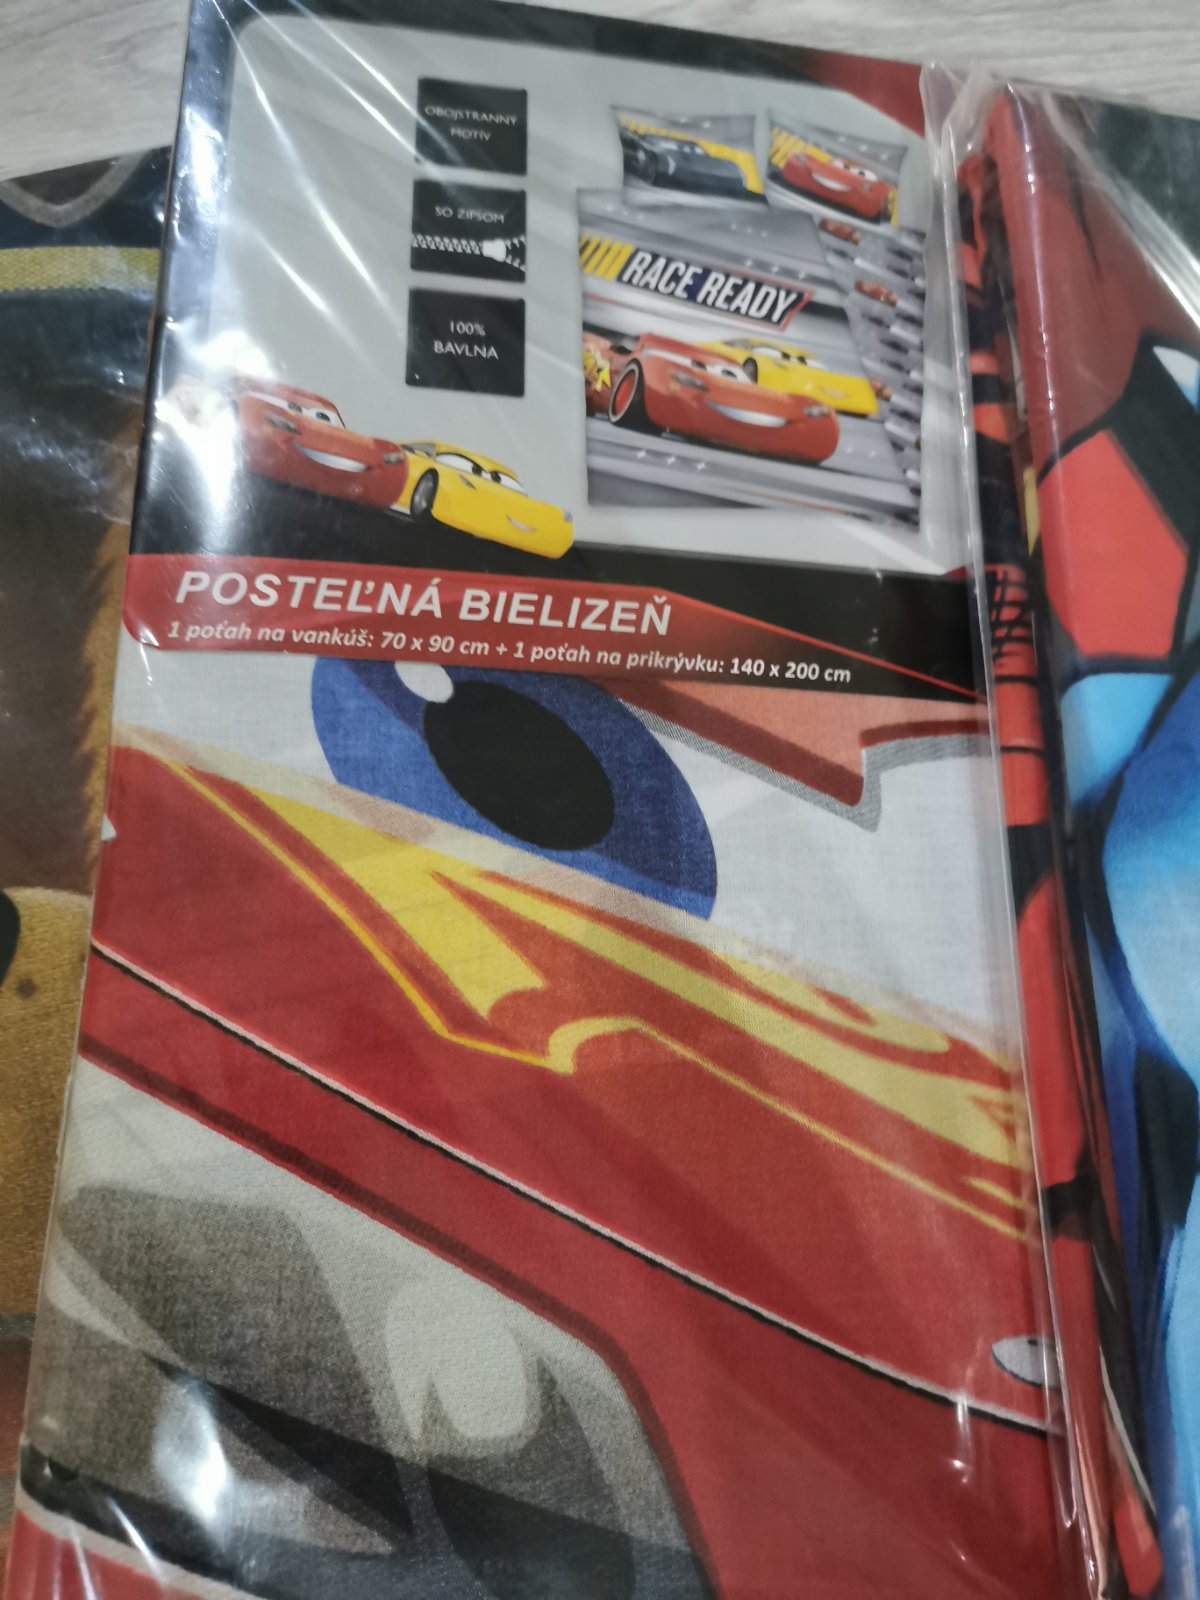 OBOJSTRANNÝ
MOTÍV
SO ZIPSOM
100%
BAVLNA
RACE READY
POSTEĽNÁ BIELIZEŇ
1 poťah na vankúš: 70 x 90 cm + 1 poťah na prikrývku: 140 x 200 cm